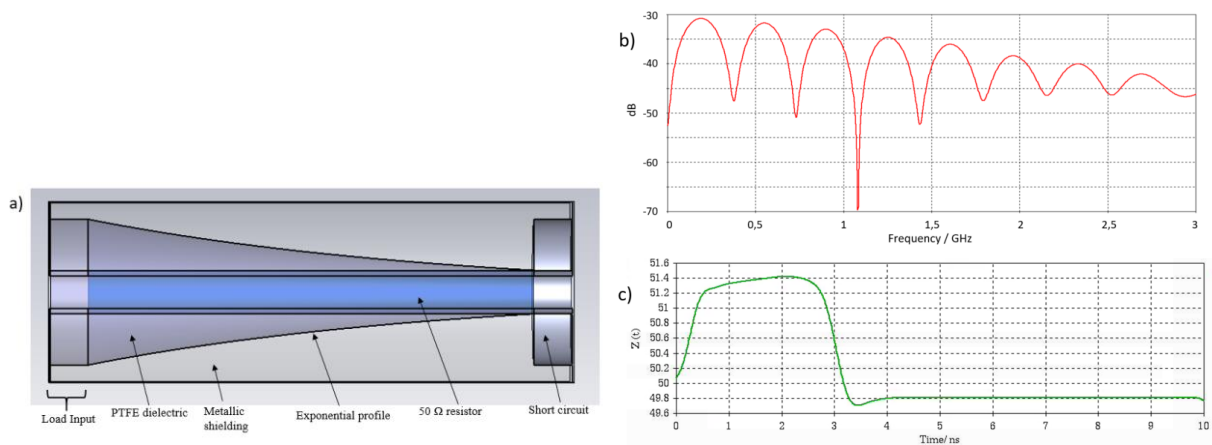 a)
Load Input
PTFE dielectric
Metallic
shielding
Exponential profile
50 Ω resistor
Short circuit
b)
-30
-40
-50
-60
-70
dB
0
0,5
1
1,5
2
2,5
3
Frequency / GHz
c)
51.6
51.4
51.2
51
50.8
50.6
50.4
50.2
50
49.8
49.6
Z(t)
0 1 2 3 4 5 6 7 8 9 10
Time/ ns